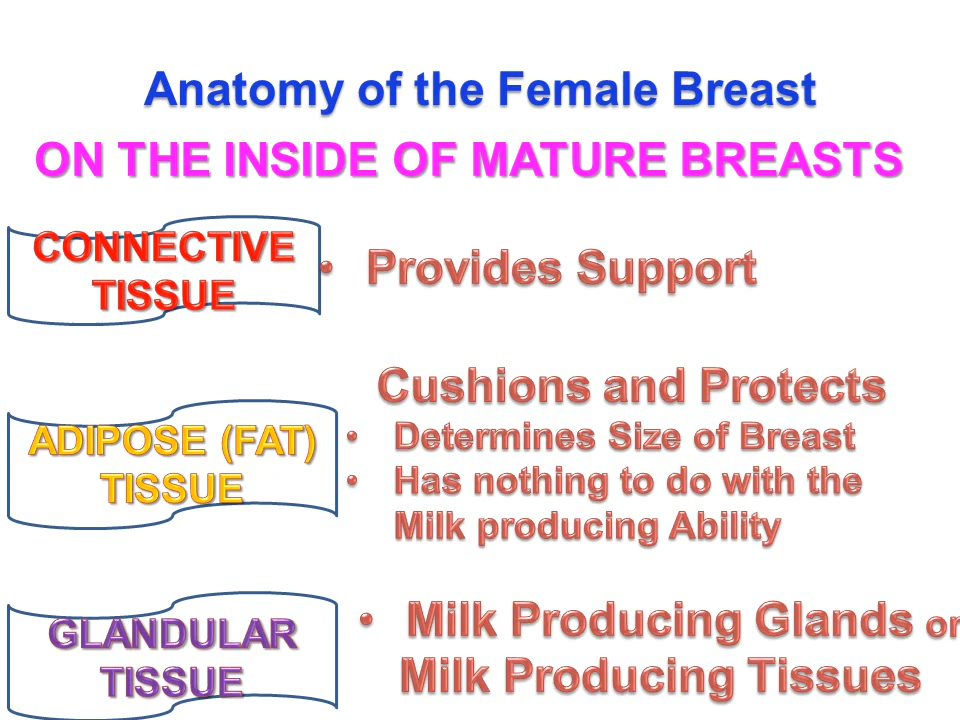 Anatomy of the Female Breast
ON THE INSIDE OF MATURE BREASTS
CONNECTIVE
TISSUE
• Provides Support
Cushions and Protects
ADIPOSE (FAT)
TISSUE
• Determines Size of Breast
• Has nothing to do with the
Milk producing Ability
GLANDULAR
TISSUE
• Milk Producing Glands or
Milk Producing Tissues